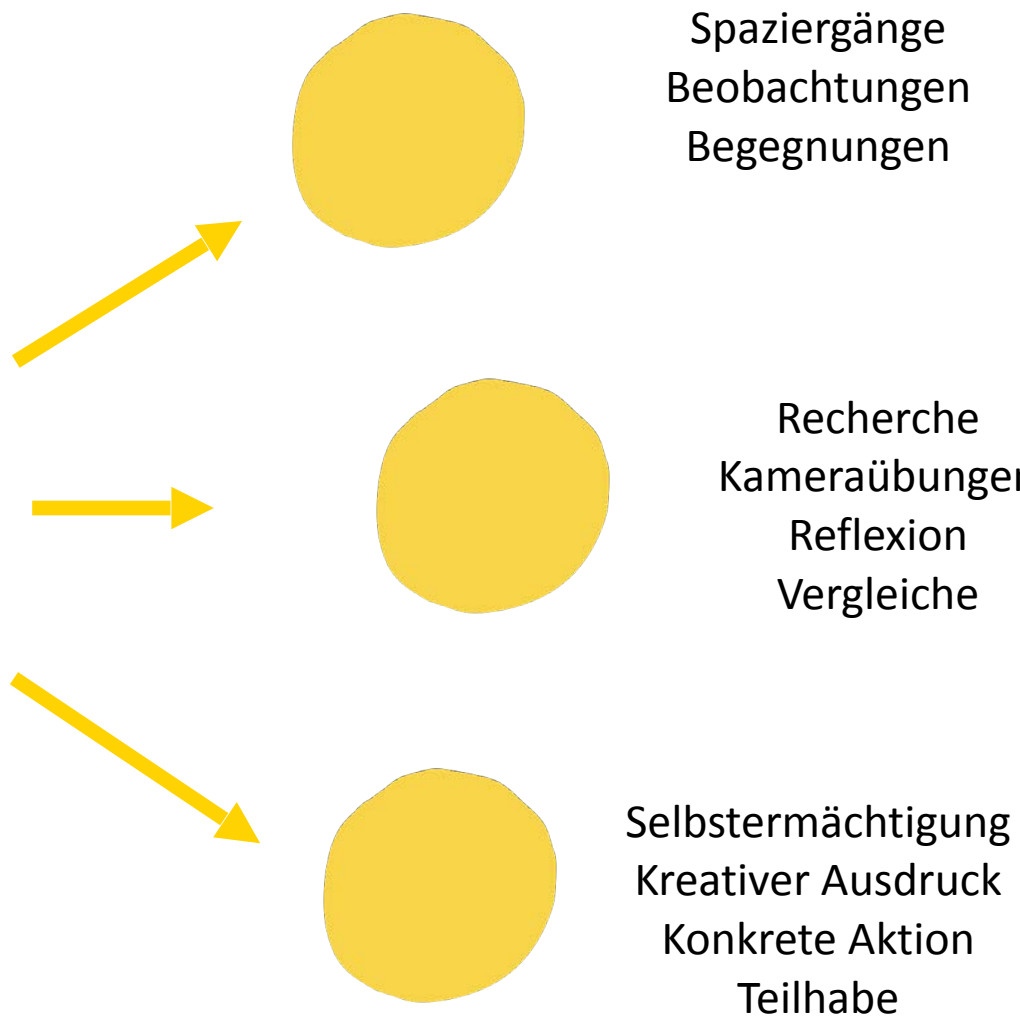 Spaziergänge
Beobachtungen
Begegnungen
Recherche
Kameraübungen
Reflexion
Vergleiche
Selbstermächtigung
Kreativer Ausdruck
Konkrete Aktion
Teilhabe